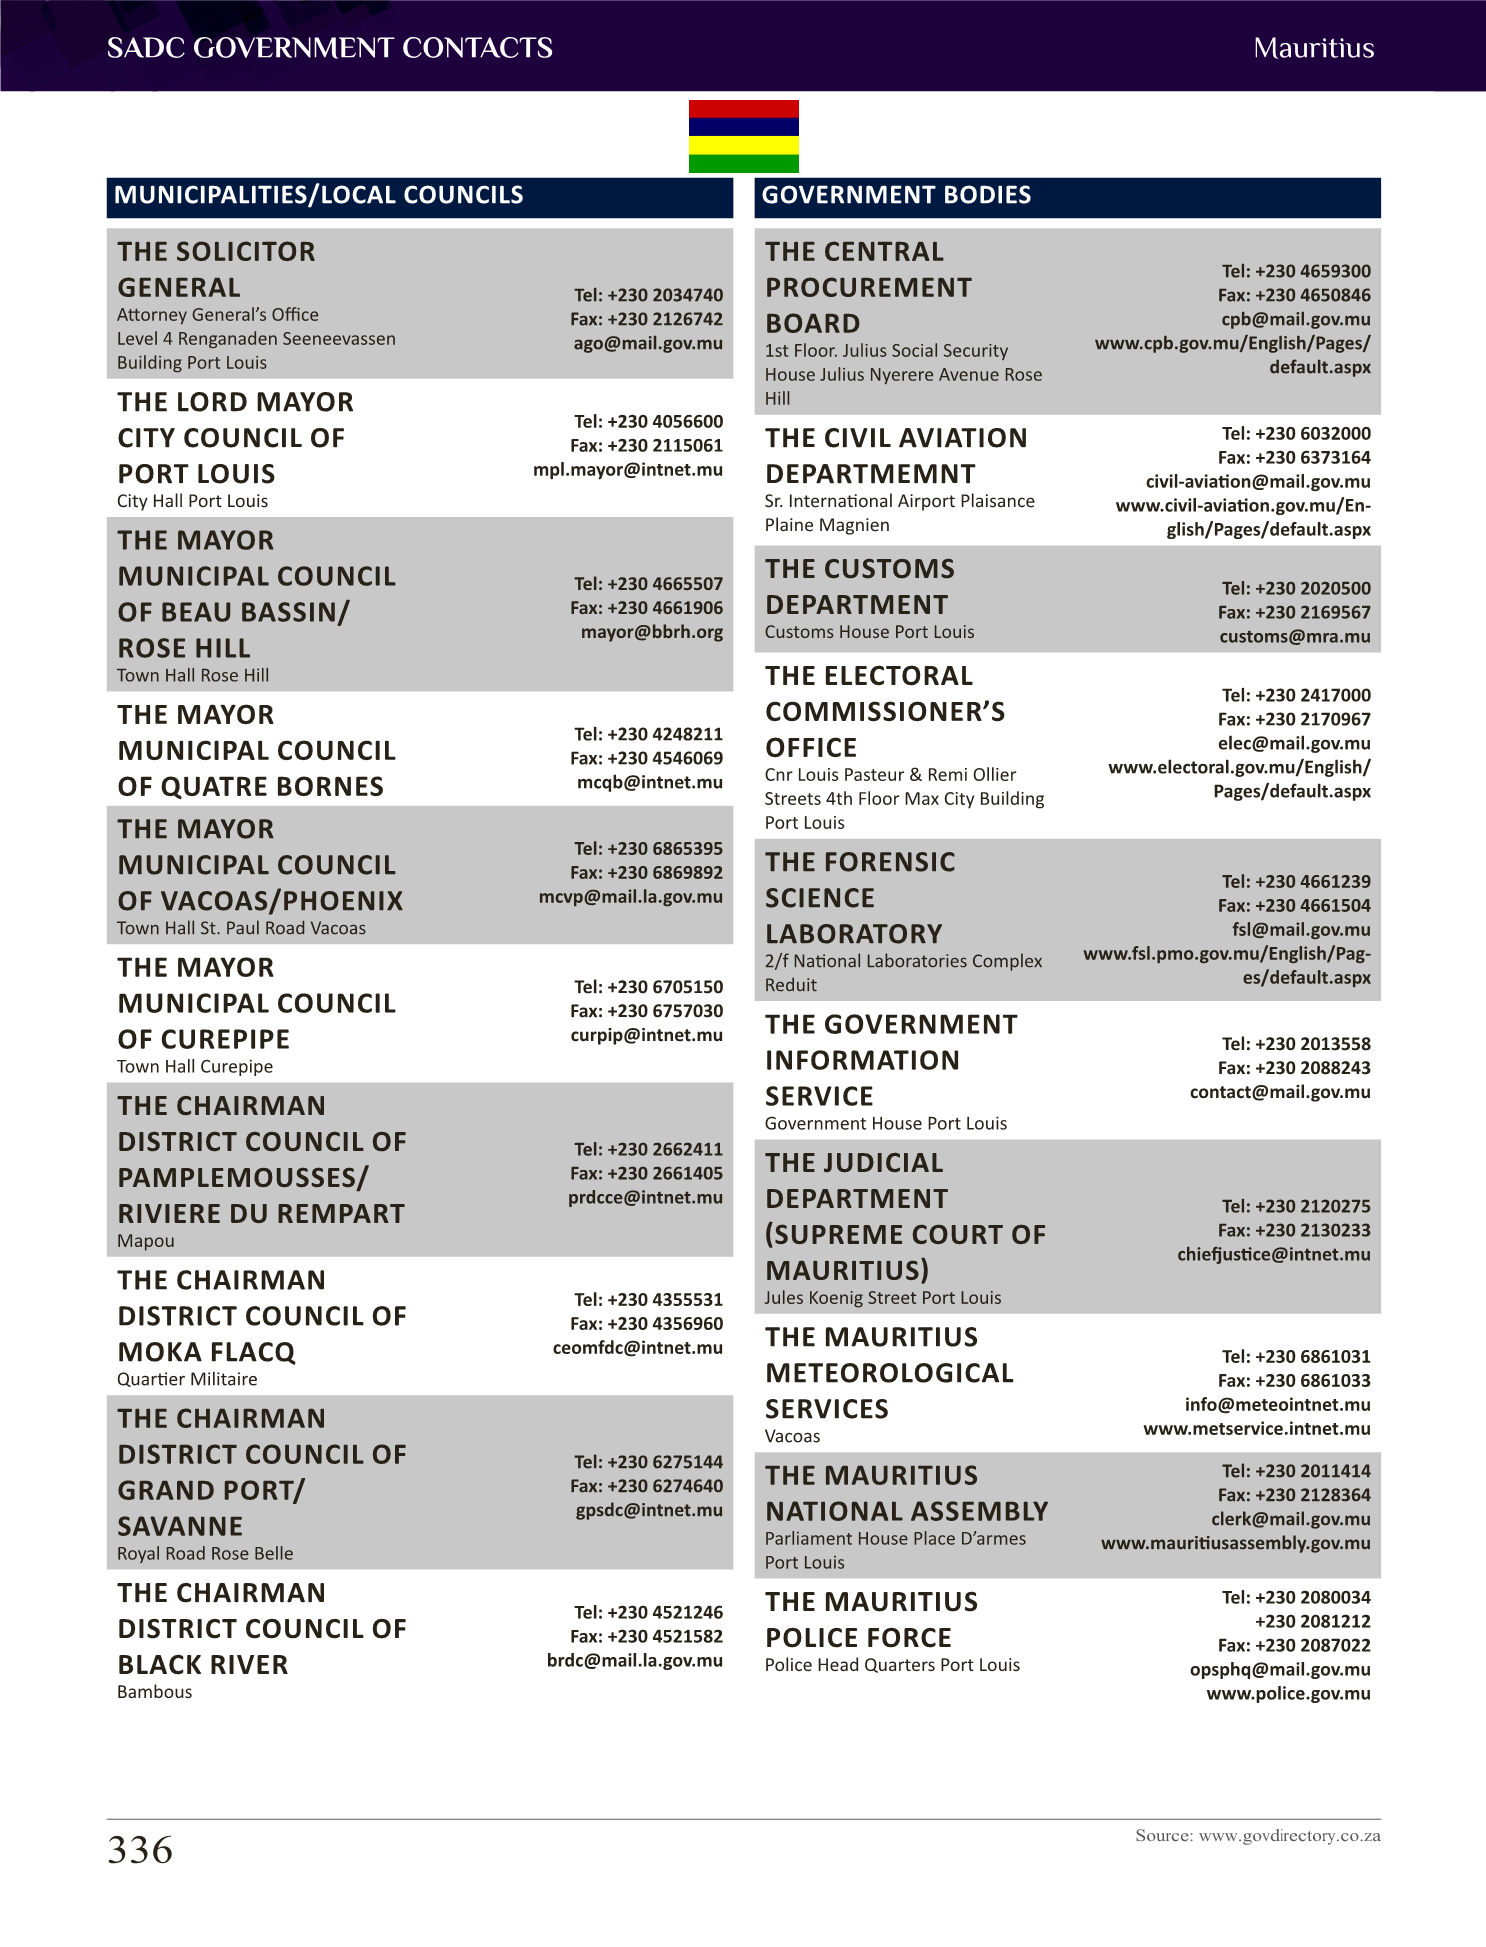 SADC GOVERNMENT CONTACTS
Mauritius
MUNICIPALITIES/LOCAL COUNCILS
THE SOLICITOR
GENERAL
Attorney General’s Office
Level 4 Renganaden Seeneevassen
Building Port Louis
Tel: +230 2034740
Fax: +230 2126742
ago@mail.gov.mu
THE LORD MAYOR
CITY COUNCIL OF
PORT LOUIS
City Hall Port Louis
Tel: +230 4056600
Fax: +230 2115061
mpl.mayor@intnet.mu
THE MAYOR
MUNICIPAL COUNCIL
OF BEAU BASSIN/
ROSE HILL
Town Hall Rose Hill
Tel: +230 4665507
Fax: +230 4661906
mayor@bbrh.org
THE MAYOR
MUNICIPAL COUNCIL
OF QUATRE BORNES
Tel: +230 4248211
Fax: +230 4546069
mcqb@intnet.mu
THE MAYOR
MUNICIPAL COUNCIL
OF VACOAS/PHOENIX
Town Hall St. Paul Road Vacoas
Tel: +230 6865395
Fax: +230 6869892
mcvp@mail.la.gov.mu
THE MAYOR
MUNICIPAL COUNCIL
OF CUREPIPE
Town Hall Curepipe
Tel: +230 6705150
Fax: +230 6757030
curpip@intnet.mu
THE CHAIRMAN
DISTRICT COUNCIL OF
PAMPLEMOUSSES/
RIVIERE DU REMPART
Mapou
Tel: +230 2662411
Fax: +230 2661405
prdcce@intnet.mu
THE CHAIRMAN
DISTRICT COUNCIL OF
MOKA FLACQ
Quartier Militaire
Tel: +230 4355531
Fax: +230 4356960
ceomfdc@intnet.mu
THE CHAIRMAN
DISTRICT COUNCIL OF
GRAND PORT/
SAVANNE
Royal Road Rose Belle
Tel: +230 6275144
Fax: +230 6274640
gpsdc@intnet.mu
THE CHAIRMAN
DISTRICT COUNCIL OF
BLACK RIVER
Bambous
Tel: +230 4521246
Fax: +230 4521582
brdc@mail.la.gov.mu
GOVERNMENT BODIES
THE CENTRAL
PROCUREMENT
BOARD
1st Floor. Julius Social Security
House Julius Nyerere Avenue Rose
Hill
Tel: +230 4659300
Fax: +230 4650846
cpb@mail.gov.mu
www.cpb.gov.mu/English/Pages/
default.aspx
THE CIVIL AVIATION
DEPARTMEMNT
Sr. International Airport Plaisance
Plaine Magnien
Tel: +230 6032000
Fax: +230 6373164
civil-aviation@mail.gov.mu
www.civil-aviation.gov.mu/En-
glish/Pages/default.aspx
THE CUSTOMS
DEPARTMENT
Customs House Port Louis
Tel: +230 2020500
Fax: +230 2169567
customs@mra.mu
THE ELECTORAL
COMMISSIONER’S
OFFICE
Cnr Louis Pasteur & Remi Ollier
Streets 4th Floor Max City Building
Port Louis
Tel: +230 2417000
Fax: +230 2170967
elec@mail.gov.mu
www.electoral.gov.mu/English/
Pages/default.aspx
THE FORENSIC
SCIENCE
LABORATORY
2/f National Laboratories Complex
Reduit
Tel: +230 4661239
Fax: +230 4661504
fsl@mail.gov.mu
www.fsl.pmo.gov.mu/English/Pag-
es/default.aspx
THE GOVERNMENT
INFORMATION
SERVICE
Government House Port Louis
Tel: +230 2013558
Fax: +230 2088243
contact@mail.gov.mu
THE JUDICIAL
DEPARTMENT
(SUPREME COURT OF
MAURITIUS)
Jules Koenig Street Port Louis
Tel: +230 2120275
Fax: +230 2130233
chiefjustice@intnet.mu
THE MAURITIUS
METEOROLOGICAL
SERVICES
Vacoas
Tel: +230 6861031
Fax: +230 6861033
info@meteointnet.mu
www.metservice.intnet.mu
THE MAURITIUS
NATIONAL ASSEMBLY
Parliament House Place D’armes
Port Louis
Tel: +230 2011414
Fax: +230 2128364
clerk@mail.gov.mu
www.mauritiusassembly.gov.mu
THE MAURITIUS
POLICE FORCE
Police Head Quarters Port Louis
Tel: +230 2080034
+230 2081212
Fax: +230 2087022
opsphq@mail.gov.mu
www.police.gov.mu
336
Source: www.govdirectory.co.za